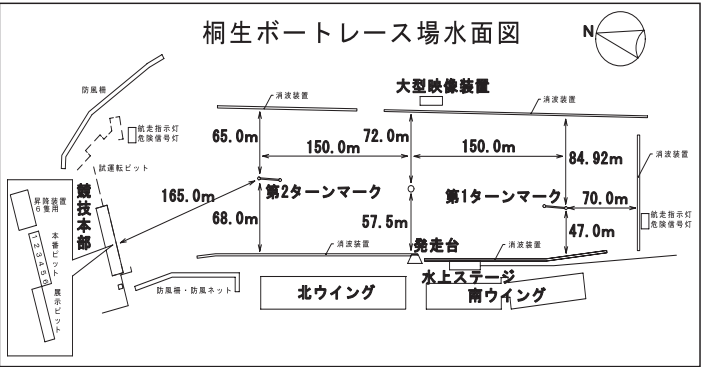 桐生ボートレース場水面図
N
大型映像装置
防風柵
消波装置
消波装置
航走指示灯
危険信号灯
65.0m
72.0m
150.0m
150.0m
84.92m
消波装置
試運転ピット
165.0m
第2ターンマーク
第1ターンマーク
70.0m
昇降装置
6隻用
競技本部
68.0m
57.5m
47.0m
航走指示灯
危険信号灯
本番ピット
1 2 3 4 5 6
展示ピット
消波装置
発走台
消波装置
水上ステージ
防風柵・防風ネット
北ウイング
南ウイング